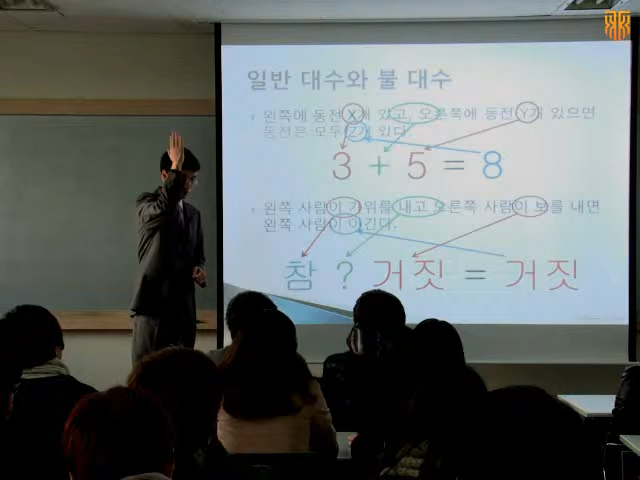 일반 대수와 불 대수
왼쪽에 동전 X개 있고, 오른쪽에 동전 Y개 있으면
동전은 모두 Z개 있다.
3 + 5 = 8
왼쪽 사람이 가위를 내고 오른쪽 사람이 보를 내면
왼쪽 사람이 이긴다.
참 ? 거짓 = 거짓